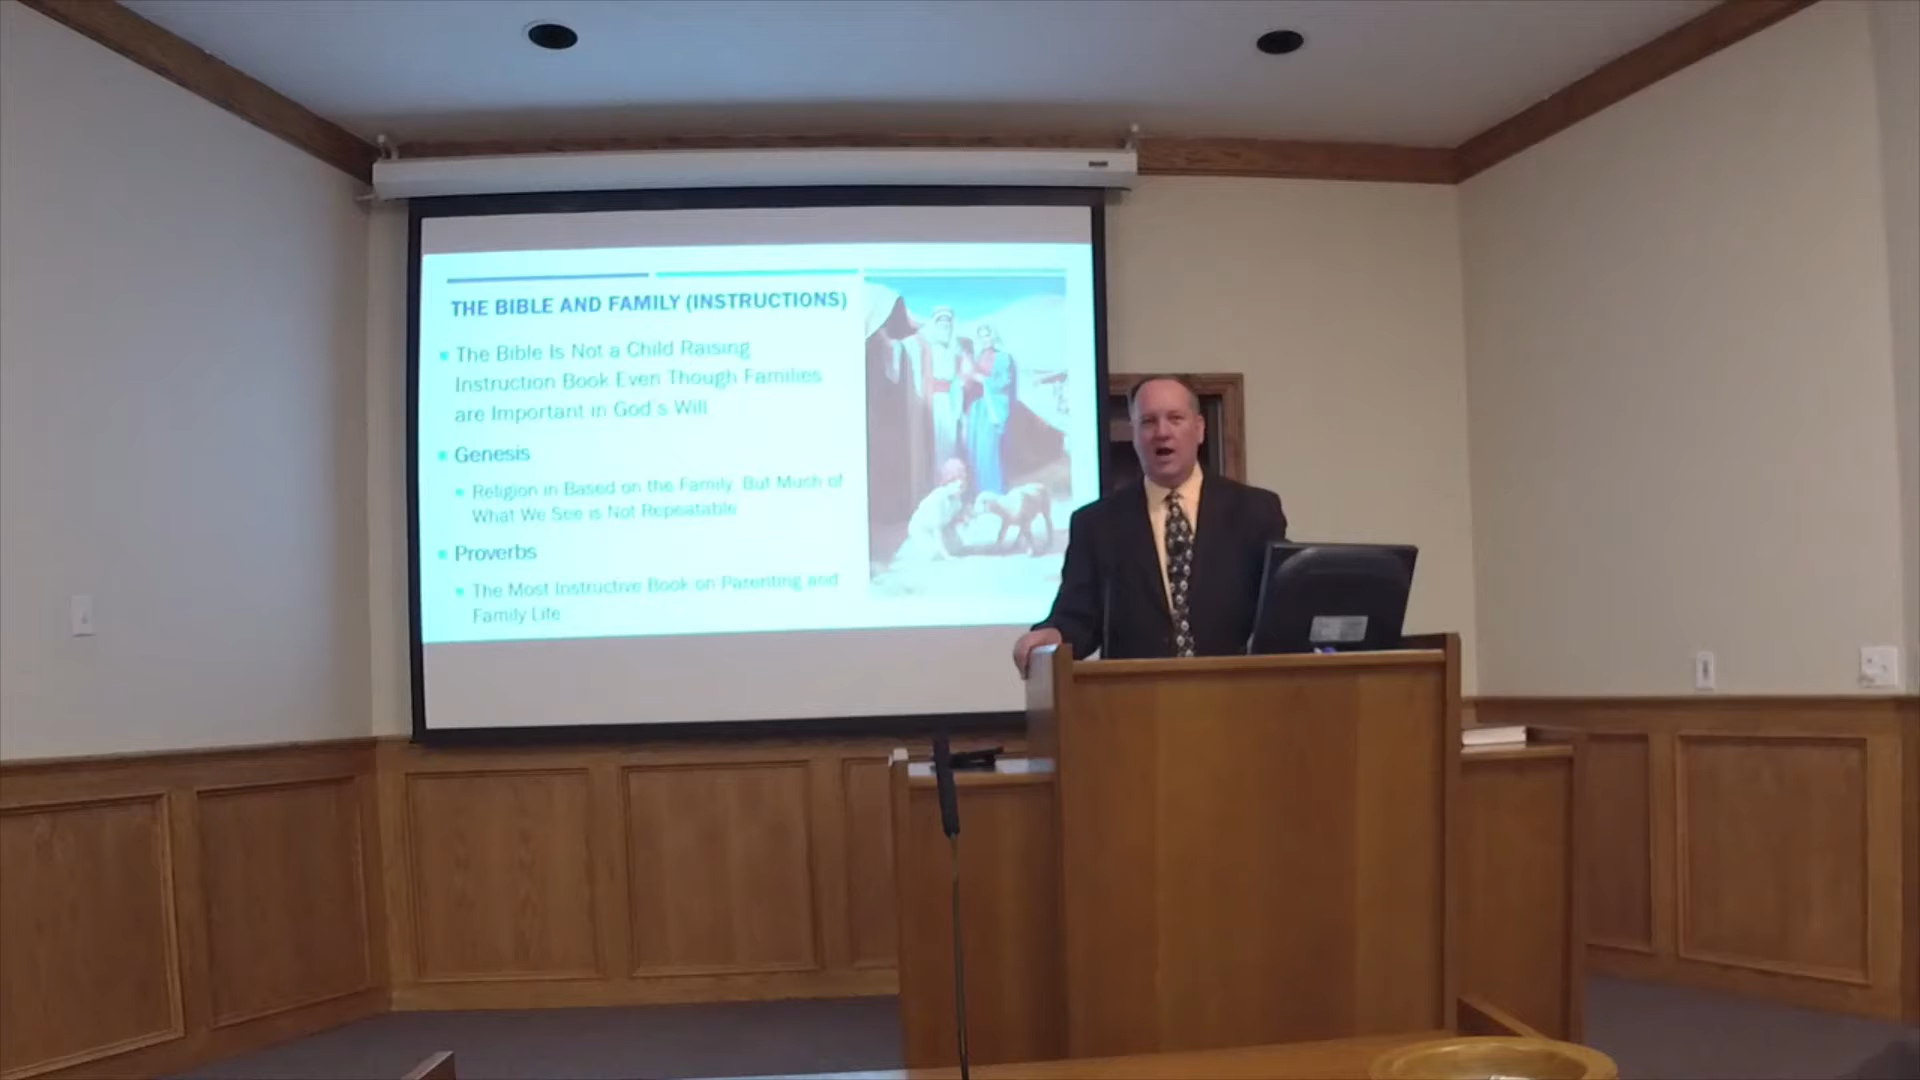 THE BIBLE AND FAMILY (INSTRUCTIONS)
The Bible Is Not a Child Raising
Instruction Book Even Though Families
are Important in God's Will
Genesis
Religion in Based on the Family, But Much of
What We See is Not Repeatable
Proverbs
The Most Instructive Book on Parenting and
Family Life